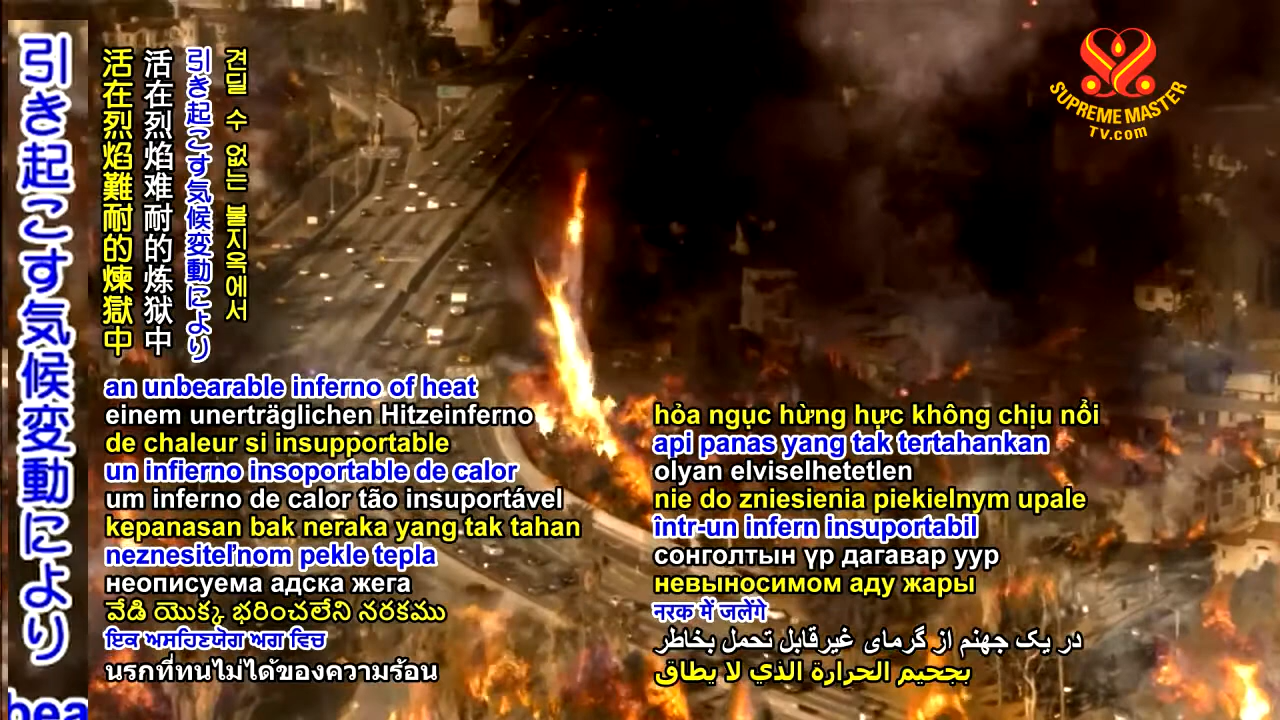 引き起こす気候変動により
活在烈焰難耐的煉獄中
活在烈焰难耐的炼狱中
引き起こす気候変動により
견딜 수 없는 불지옥에서
SUPREME MASTER
TV.com
an unbearable inferno of heat
einem unerträglichen Hitzeinferno
de chaleur si insupportable
un infierno insoportable de calor
um inferno de calor tão insuportável
kepanasan bak neraka yang tak tahan
neznesiteľnom pekle tepla
неописуема адска жега
వేడి యొక్క భరించలేని నరకము
ਇਕ ਅਸਹਿਣਯੋਗ ਅਗ ਵਿਚ
นรกที่ทนไม่ได้ของความร้อน
hỏa ngục hừng hực không chịu nổi
api panas yang tak tertahankan
olyan elviselhetetlen
nie do zniesienia piekielnym upale
într-un infern insuportabil
сонголтын үр дагавар уур
невыносимом аду жары
नरक में जलेंगे
در یک جهنم از گرمای غیرقابل تحمل بخاطر
بجحيم الحرارة الذي لا يطاق
hea